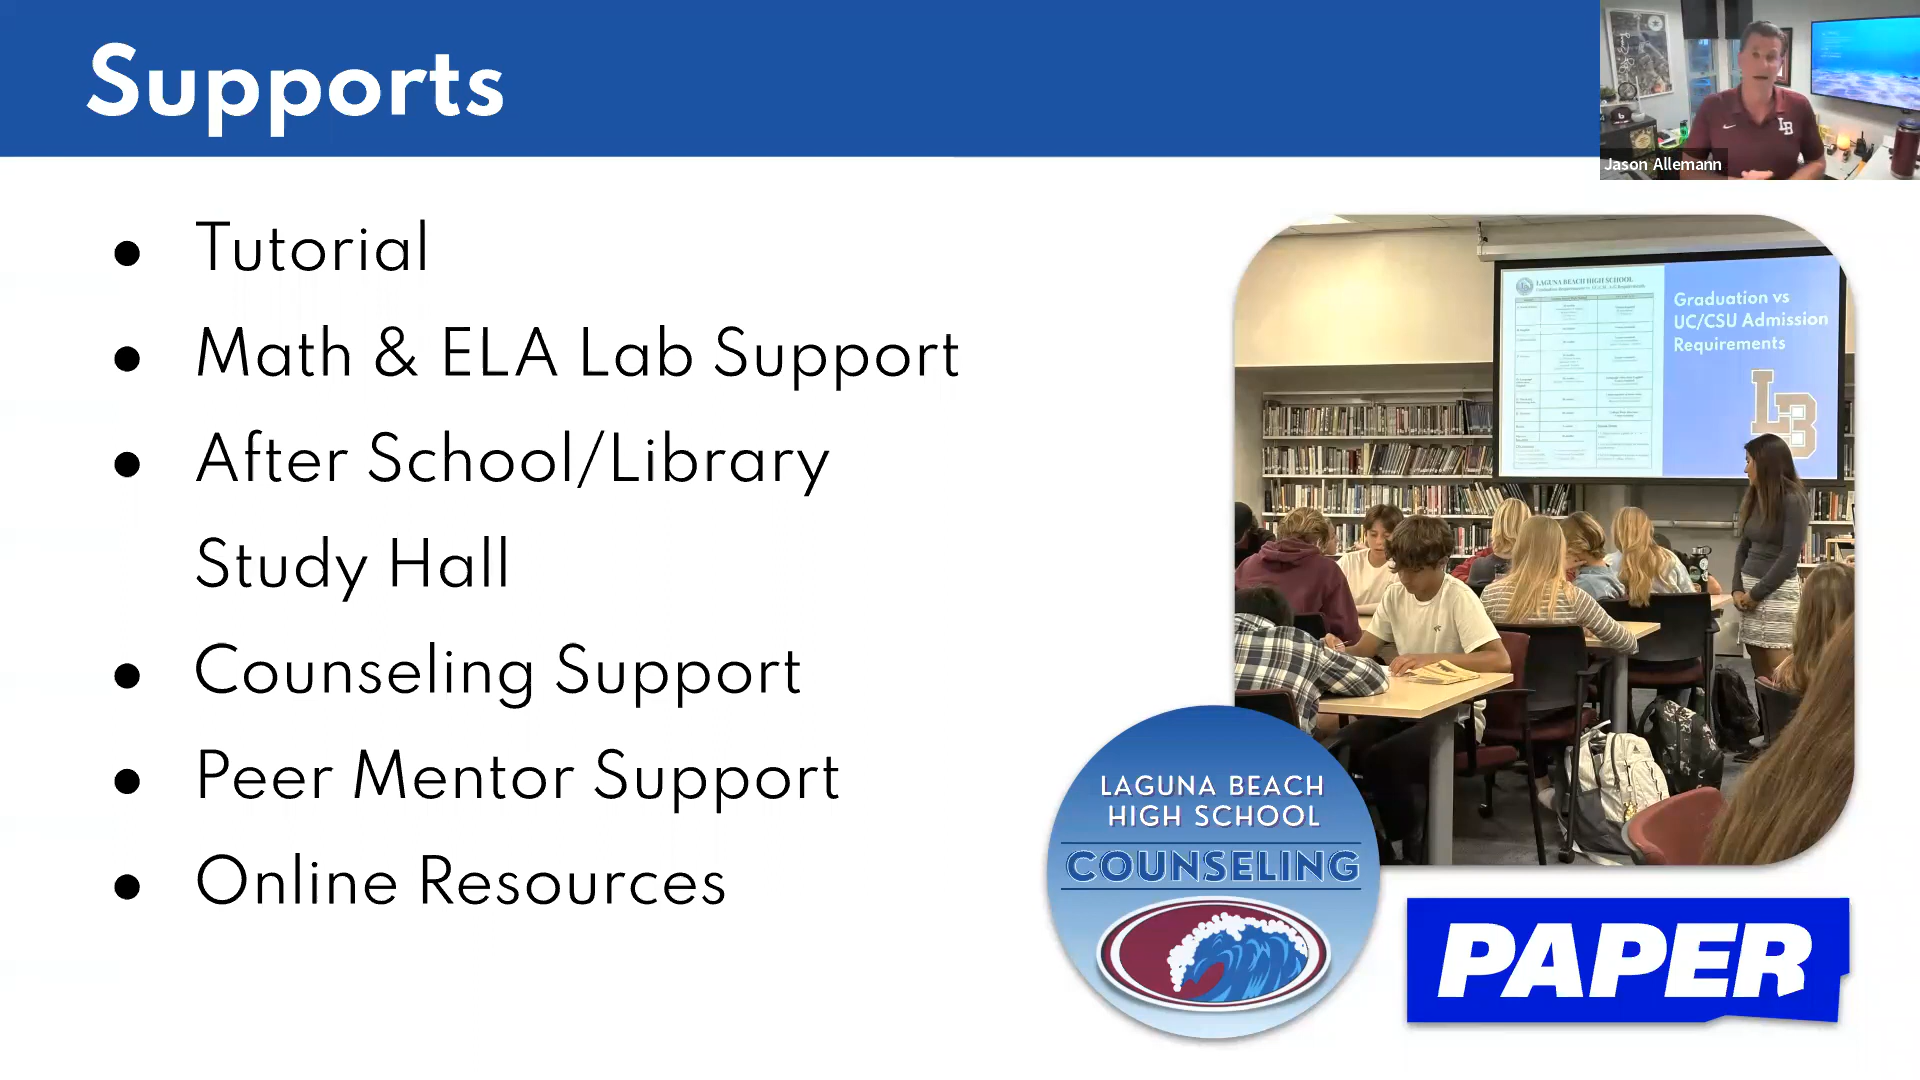 Supports
Jason Allemann
LB
● Tutorial
● Math & ELA Lab Support
● After School/Library
Study Hall
● Counseling Support
● Peer Mentor Support
● Online Resources
LAGUNA BEACH HIGH SCHOOL
Graduation vs
UC/CSU Admission
Requirements
LB
LAGUNA BEACH
HIGH SCHOOL
COUNSELING
PAPER